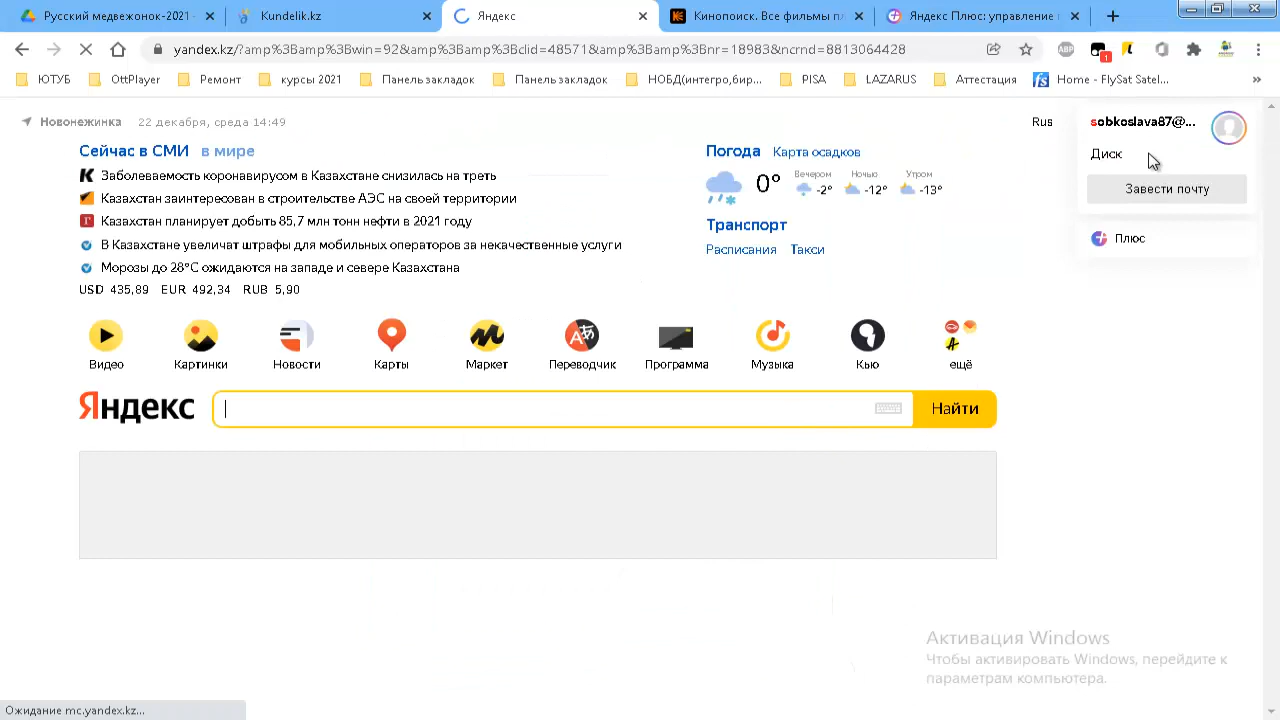 Русский медвежонок-2021 -
Kundelik.kz
Яндекс
Кинопоиск. Все фильмы пл
Яндекс Плюс: управление п
yandex.kz/?amp%3Bamp%3Bwin=92&amp%3Bamp%3Bclid=48571&amp%3Bamp%3Bnr=18983&ncrnd=8813064428
ABP
1
ЮТУБ
OttPlayer
Ремонт
курсы 2021
Панель закладок
Панель закладок
НОБД(интегро,бир...
PISA
LAZARUS
Аттестация
Home - FlySat Satel...
Новонежинка 22 декабря, среда 14:49
Rus
sobkoslava87@...
Диск
Завести почту
Плюс
Сейчас в СМИ в мире
Заболеваемость коронавирусом в Казахстане снизилась на треть
Казахстан заинтересован в строительстве АЭС на своей территории
Казахстан планирует добыть 85,7 млн тонн нефти в 2021 году
В Казахстане увеличат штрафы для мобильных операторов за некачественные услуги
Морозы до 28°С ожидаются на западе и севере Казахстана
USD 435,89 EUR 492,34 RUB 5,90
Погода Карта осадков
0°
Вечером
-2°
Ночью
-12°
Утром
-13°
Транспорт
Расписания Такси
Видео
Картинки
Новости
Карты
Маркет
Переводчик
Программа
Музыка
Кью
ещё
Яндекс
Найти
Активация Windows
Чтобы активировать Windows, перейдите к
параметрам компьютера.
Ожидание mc.yandex.kz...